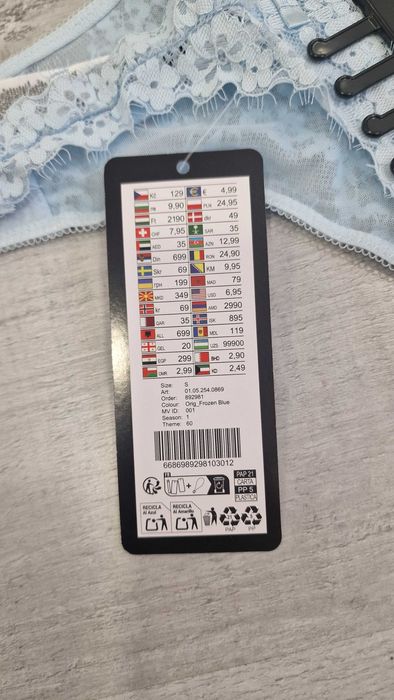 Kč 129 € 4,99
лв 9,90 PLN 24,95
Ft 2190 dkr 49
CHF 7,95 SAR 35
AED 35 AZN 12,99
Din 699 RON 24,90
Skr 69 KM 9,95
грн 199 MAD 79
MKD 349 USD 6,95
kr 69 AMD 2990
QAR 35 ISK 895
ALL 699 MDL 119
GEL 20 UZS 99900
EGP 299 BHD 2,90
OMR 2,99 KD 2,49
Size: S
Art: 01.05.254.0869
Order: 892981
Colour: Orig_Frozen Blue
MV ID: 001
Season: 1
Theme: 60
6686989298103012
FR
+
PAP 21
CARTA
PP 5
PLASTICA
RECICLA
Al Azul
RECICLA
Al Amarillo
PAP
PP